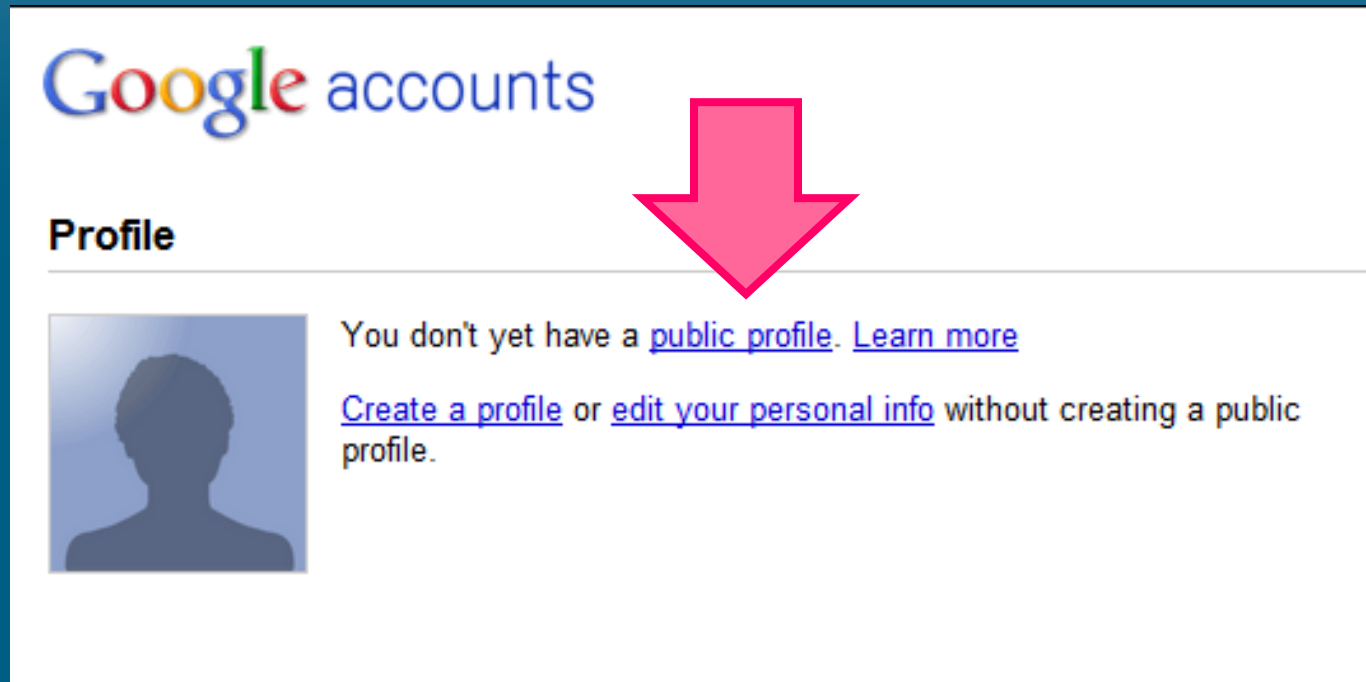 Google accounts
Profile
You don't yet have a public profile. Learn more
Create a profile or edit your personal info without creating a public
profile.